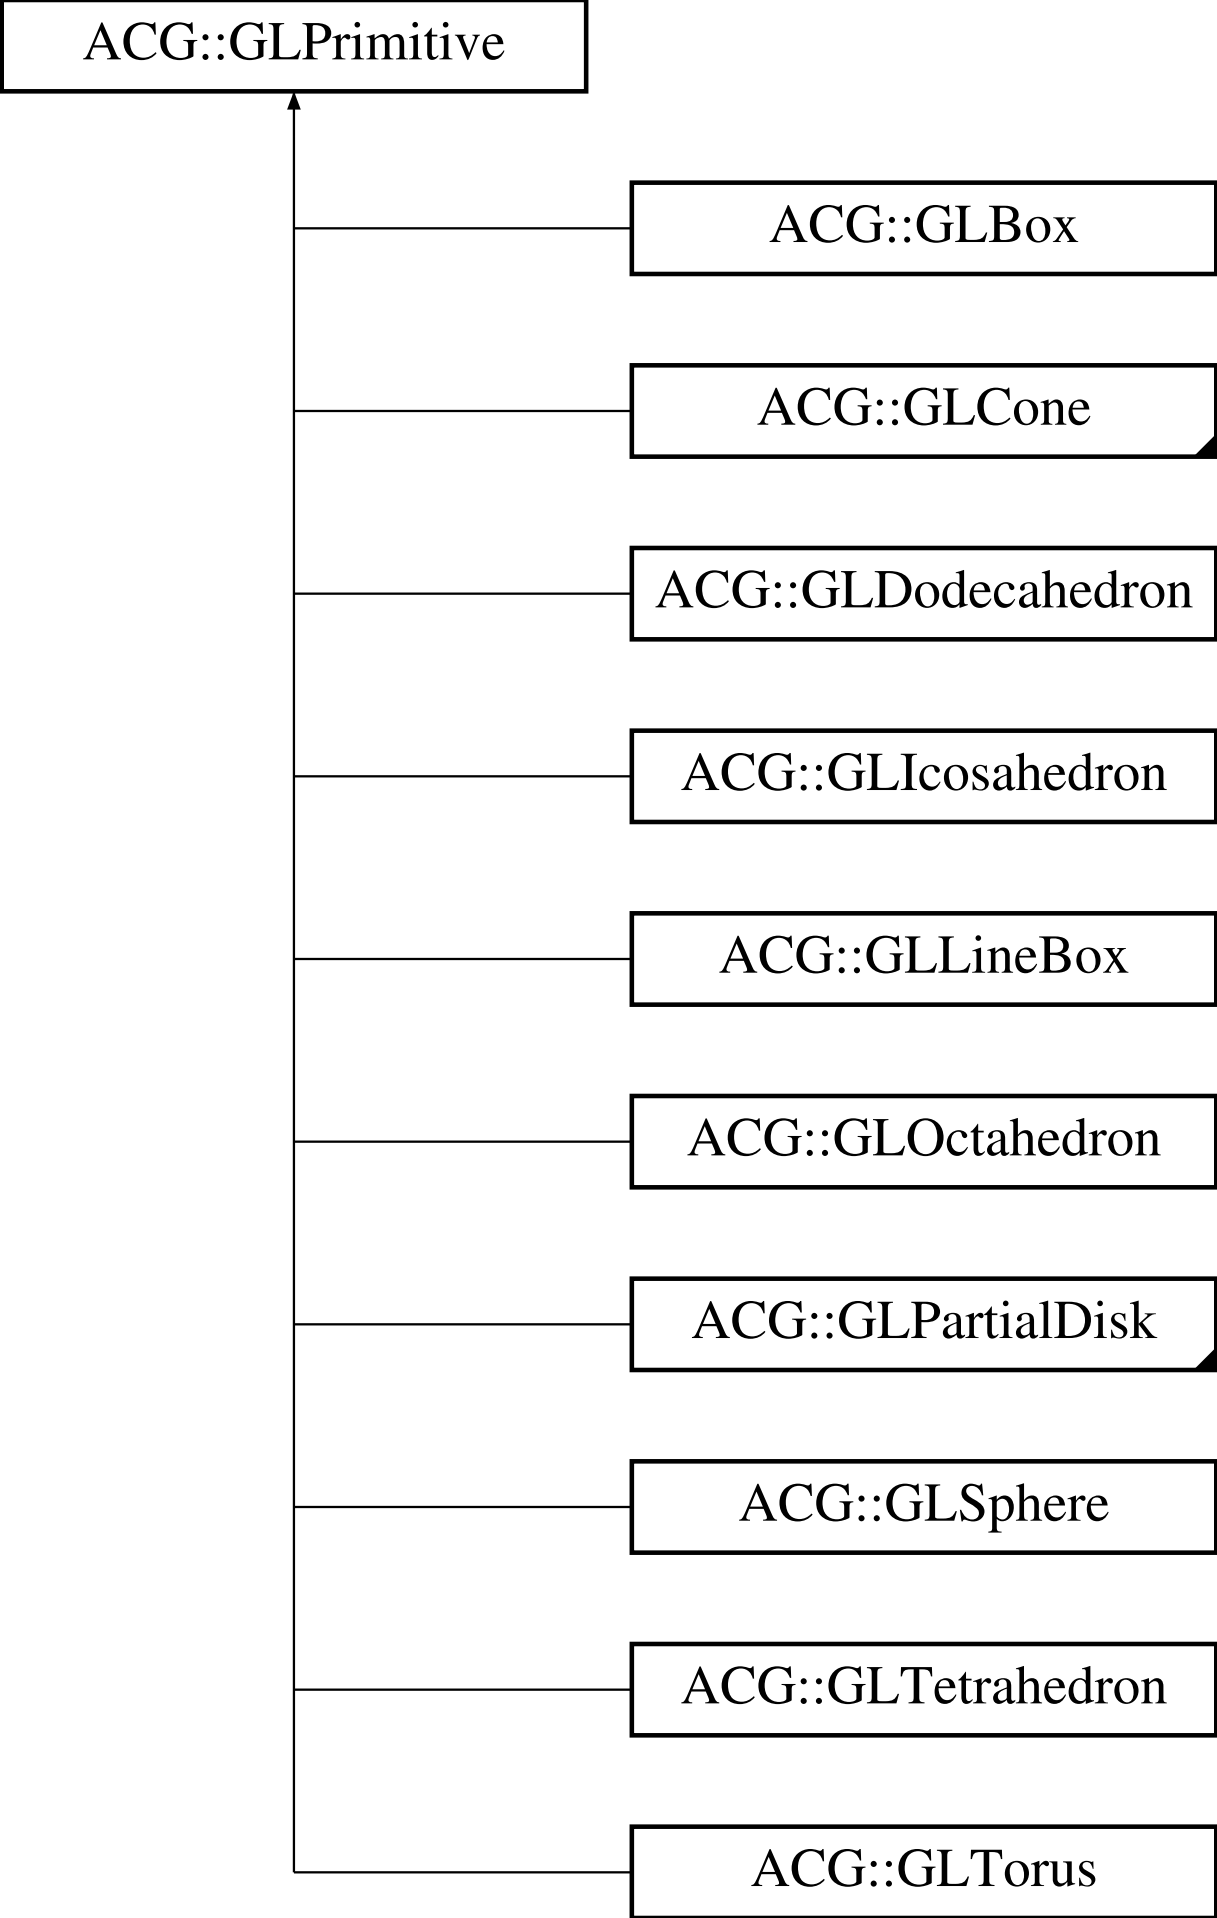 ACG::GLPrimitive
ACG::GLBox
ACG::GLCone
ACG::GLDodecahedron
ACG::GLIcosahedron
ACG::GLLineBox
ACG::GLOctahedron
ACG::GLPartialDisk
ACG::GLSphere
ACG::GLTetrahedron
ACG::GLTorus